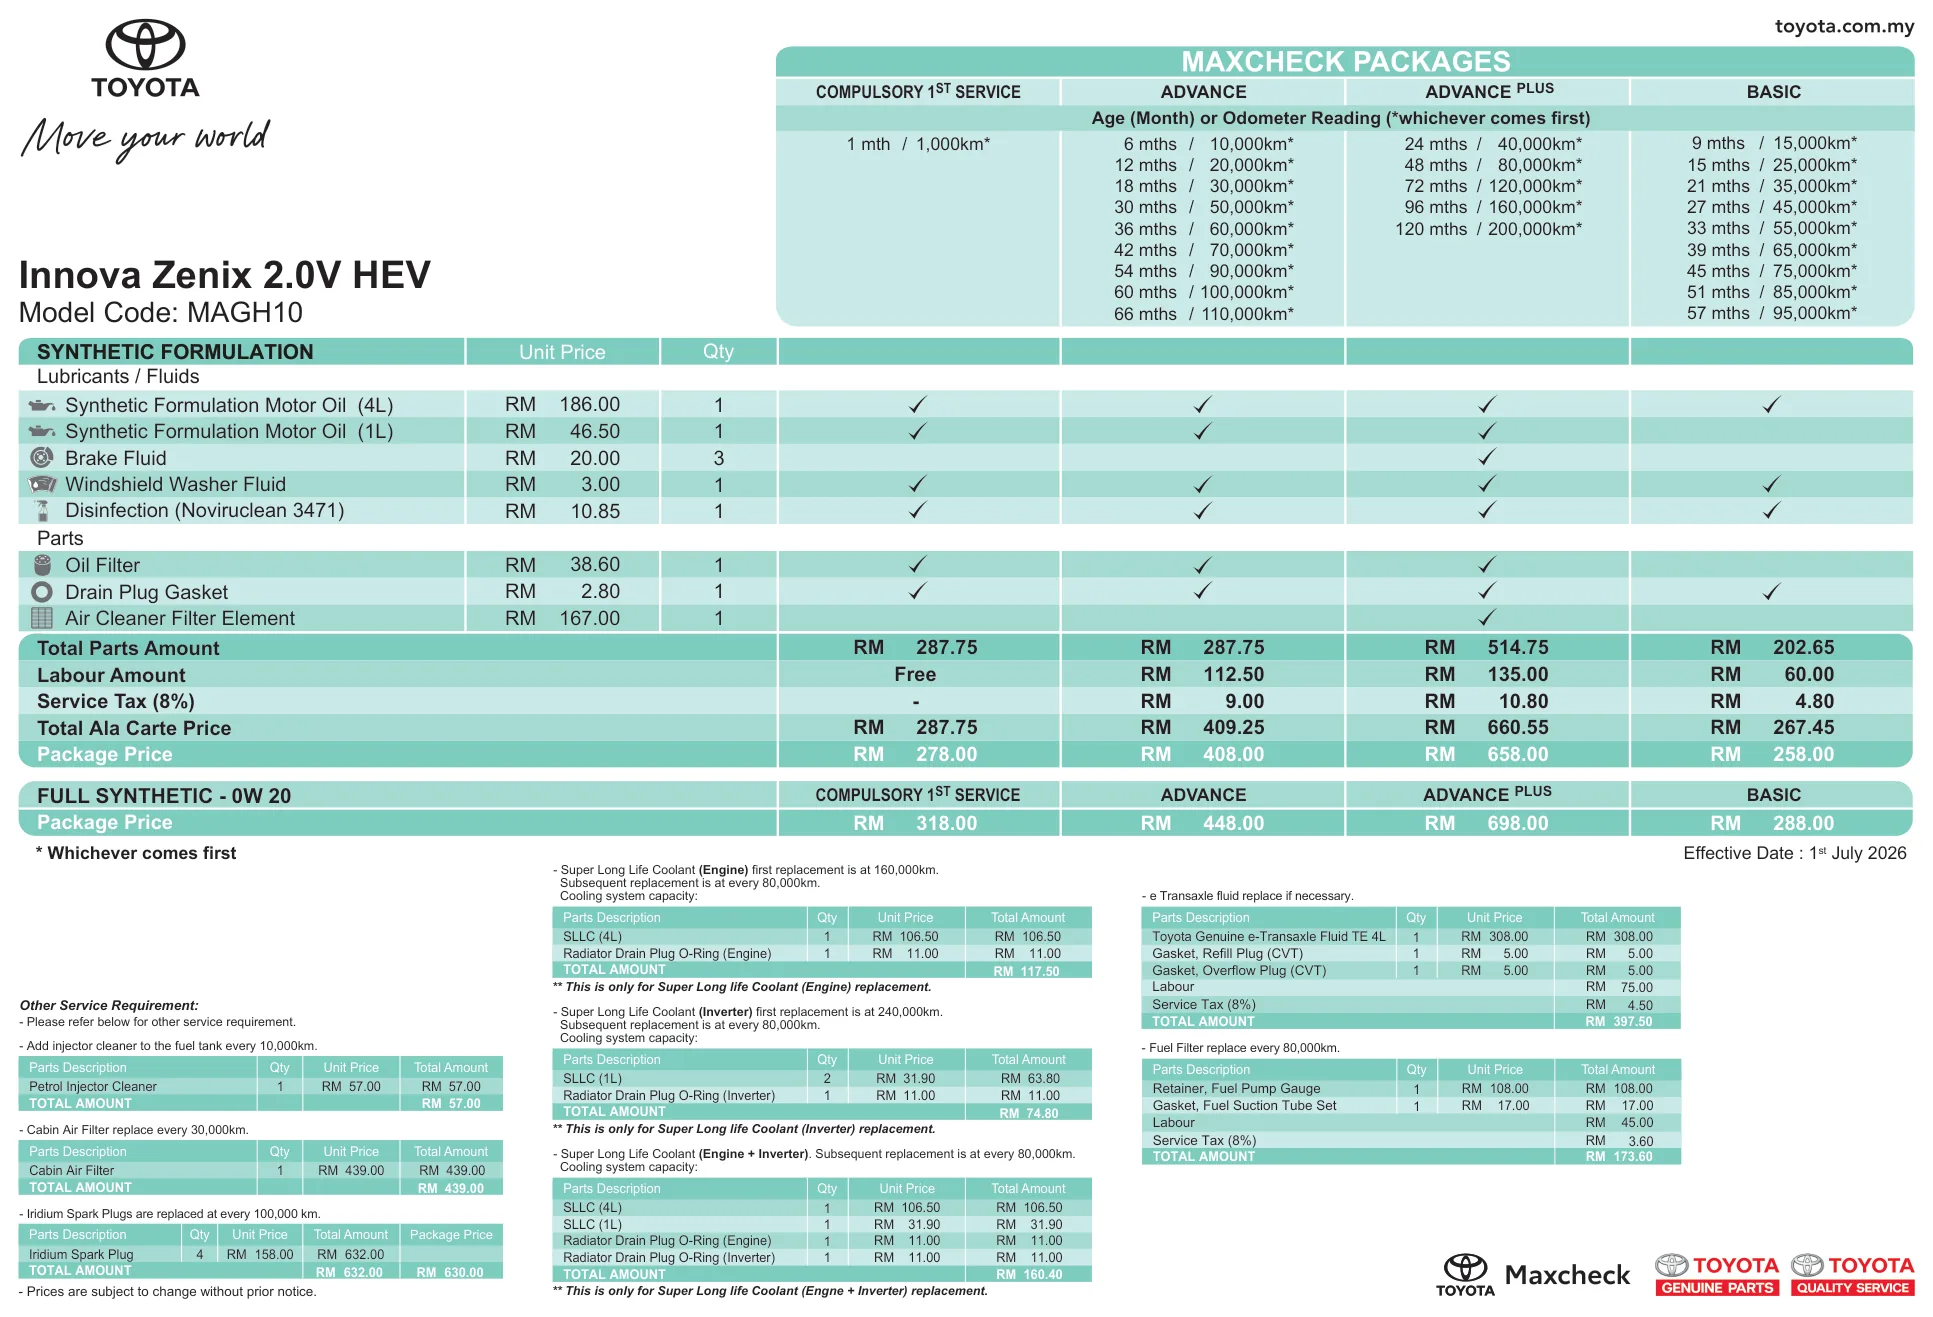 TOYOTA
Move your world
toyota.com.my
MAXCHECK PACKAGES
COMPULSORY 1ST SERVICE ADVANCE ADVANCE PLUS BASIC
Age (Month) or Odometer Reading (*whichever comes first)
1 mth / 1,000km* 6 mths / 10,000km* 24 mths / 40,000km* 9 mths / 15,000km*
12 mths / 20,000km* 48 mths / 80,000km* 15 mths / 25,000km*
18 mths / 30,000km* 72 mths / 120,000km* 21 mths / 35,000km*
30 mths / 50,000km* 96 mths / 160,000km* 27 mths / 45,000km*
36 mths / 60,000km* 120 mths / 200,000km* 33 mths / 55,000km*
42 mths / 70,000km* 39 mths / 65,000km*
54 mths / 90,000km* 45 mths / 75,000km*
60 mths / 100,000km* 51 mths / 85,000km*
66 mths / 110,000km* 57 mths / 95,000km*
Innova Zenix 2.0V HEV
Model Code: MAGH10
SYNTHETIC FORMULATION Unit Price Qty
Lubricants / Fluids
Synthetic Formulation Motor Oil (4L) RM 186.00 1 ✓ ✓ ✓ ✓
Synthetic Formulation Motor Oil (1L) RM 46.50 1 ✓ ✓ ✓
Brake Fluid RM 20.00 3 ✓
Windshield Washer Fluid RM 3.00 1 ✓ ✓ ✓ ✓
Disinfection (Noviruclean 3471) RM 10.85 1 ✓ ✓ ✓ ✓
Parts
Oil Filter RM 38.60 1 ✓ ✓ ✓
Drain Plug Gasket RM 2.80 1 ✓ ✓ ✓ ✓
Air Cleaner Filter Element RM 167.00 1 ✓
Total Parts Amount RM 287.75 RM 287.75 RM 514.75 RM 202.65
Labour Amount Free RM 112.50 RM 135.00 RM 60.00
Service Tax (8%) - RM 9.00 RM 10.80 RM 4.80
Total Ala Carte Price RM 287.75 RM 409.25 RM 660.55 RM 267.45
Package Price RM 278.00 RM 408.00 RM 658.00 RM 258.00
FULL SYNTHETIC - 0W 20 COMPULSORY 1ST SERVICE ADVANCE ADVANCE PLUS BASIC
Package Price RM 318.00 RM 448.00 RM 698.00 RM 288.00
* Whichever comes first
Effective Date : 1st July 2026
Other Service Requirement:
- Please refer below for other service requirement.
- Add injector cleaner to the fuel tank every 10,000km.
Parts Description Qty Unit Price Total Amount
Petrol Injector Cleaner 1 RM 57.00 RM 57.00
TOTAL AMOUNT RM 57.00
- Cabin Air Filter replace every 30,000km.
Parts Description Qty Unit Price Total Amount
Cabin Air Filter 1 RM 439.00 RM 439.00
TOTAL AMOUNT RM 439.00
- Iridium Spark Plugs are replaced at every 100,000 km.
Parts Description Qty Unit Price Total Amount Package Price
Iridium Spark Plug 4 RM 158.00 RM 632.00
TOTAL AMOUNT RM 632.00 RM 630.00
- Prices are subject to change without prior notice.
- Super Long Life Coolant (Engine) first replacement is at 160,000km.
Subsequent replacement is at every 80,000km.
Cooling system capacity:
Parts Description Qty Unit Price Total Amount
SLLC (4L) 1 RM 106.50 RM 106.50
Radiator Drain Plug O-Ring (Engine) 1 RM 11.00 RM 11.00
TOTAL AMOUNT RM 117.50
** This is only for Super Long life Coolant (Engine) replacement.
- Super Long Life Coolant (Inverter) first replacement is at 240,000km.
Subsequent replacement is at every 80,000km.
Cooling system capacity:
Parts Description Qty Unit Price Total Amount
SLLC (1L) 2 RM 31.90 RM 63.80
Radiator Drain Plug O-Ring (Inverter) 1 RM 11.00 RM 11.00
TOTAL AMOUNT RM 74.80
** This is only for Super Long life Coolant (Inverter) replacement.
- Super Long Life Coolant (Engine + Inverter). Subsequent replacement is at every 80,000km.
Cooling system capacity:
Parts Description Qty Unit Price Total Amount
SLLC (4L) 1 RM 106.50 RM 106.50
SLLC (1L) 1 RM 31.90 RM 31.90
Radiator Drain Plug O-Ring (Engine) 1 RM 11.00 RM 11.00
Radiator Drain Plug O-Ring (Inverter) 1 RM 11.00 RM 11.00
TOTAL AMOUNT RM 160.40
** This is only for Super Long life Coolant (Engne + Inverter) replacement.
- e Transaxle fluid replace if necessary.
Parts Description Qty Unit Price Total Amount
Toyota Genuine e-Transaxle Fluid TE 4L 1 RM 308.00 RM 308.00
Gasket, Refill Plug (CVT) 1 RM 5.00 RM 5.00
Gasket, Overflow Plug (CVT) 1 RM 5.00 RM 5.00
Labour RM 75.00
Service Tax (8%) RM 4.50
TOTAL AMOUNT RM 397.50
- Fuel Filter replace every 80,000km.
Parts Description Qty Unit Price Total Amount
Retainer, Fuel Pump Gauge 1 RM 108.00 RM 108.00
Gasket, Fuel Suction Tube Set 1 RM 17.00 RM 17.00
Labour RM 45.00
Service Tax (8%) RM 3.60
TOTAL AMOUNT RM 173.60
TOYOTA Maxcheck
TOYOTA GENUINE PARTS
TOYOTA QUALITY SERVICE